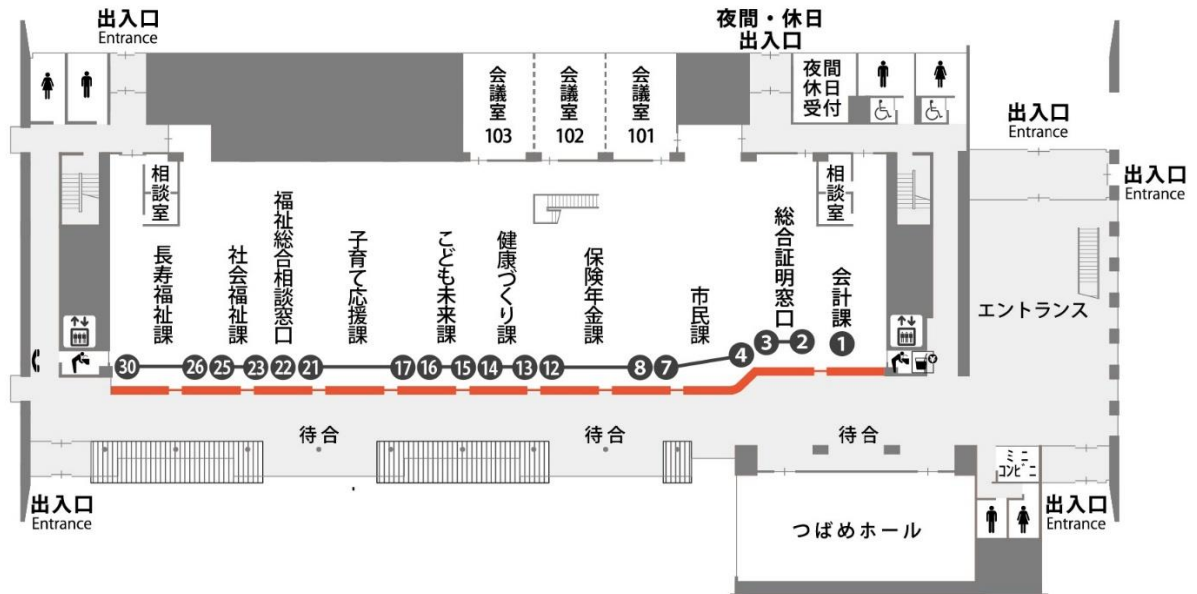 出入口
Entrance
夜間・休日
出入口
会議室
103
会議室
102
会議室
101
夜間
休日
受付
出入口
Entrance
出入口
Entrance
相談室
相談室
長寿福祉課
社会福祉課
福祉総合相談窓口
子育て応援課
こども未来課
健康づくり課
保険年金課
市民課
総合証明窓口
会計課
エントランス
30
26
25
23
22
21
17
16
15
14
13
12
8
7
4
3
2
1
待合
待合
待合
ミニ
コンビニ
出入口
Entrance
つばめホール
出入口
Entrance